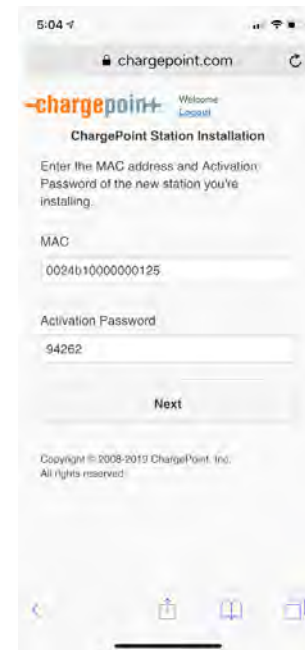 5:04
chargepoint.com
-chargepoin+
Welcome
Logout
ChargePoint Station Installation
Enter the MAC address and Activation
Password of the new station you're
installing.
MAC
0024b10000000125
Activation Password
94262
Next
Copyright © 2008-2019 ChargePoint, Inc.
All rights reserved